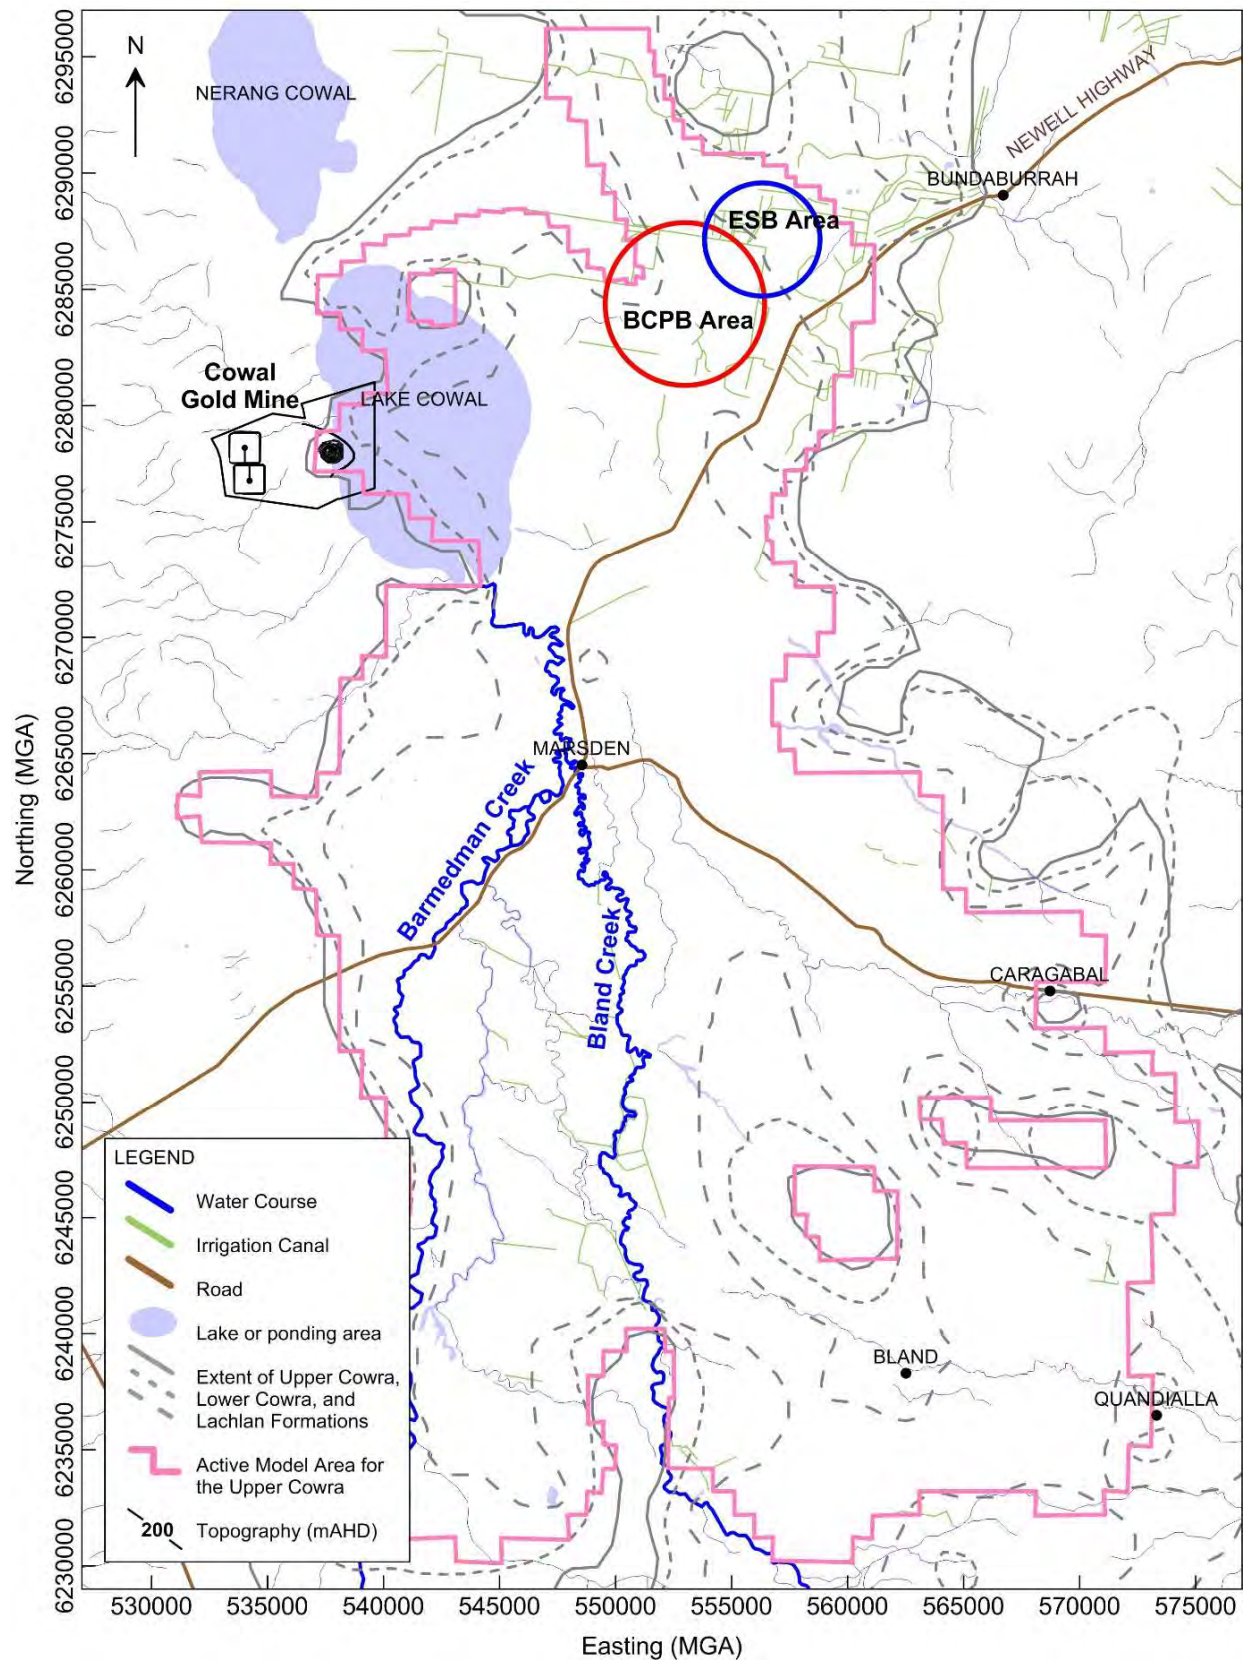 6295000
6290000
6285000
6280000
6275000
6270000
6265000
6260000
6255000
6250000
6245000
6240000
6235000
6230000
Northing (MGA)
N
NERANG COWAL
NEWELL HIGHWAY
BUNDABURRAH
ESB Area
BCPB Area
Cowal
Gold Mine
LAKE COWAL
MARSDEN
Barmedman Creek
Bland Creek
CARAGABAL
BLAND
QUANDIALLA
LEGEND
Water Course
Irrigation Canal
Road
Lake or ponding area
Extent of Upper Cowra,
Lower Cowra, and
Lachlan Formations
Active Model Area for
the Upper Cowra
200 Topography (mAHD)
530000 535000 540000 545000 550000 555000 560000 565000 570000 575000
Easting (MGA)